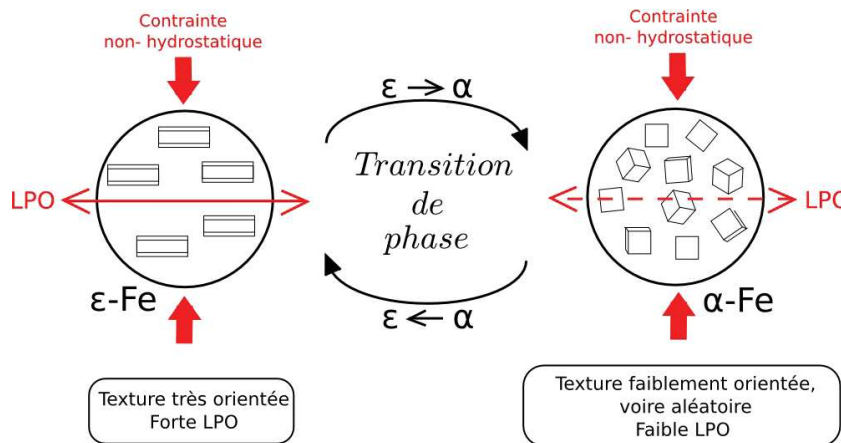 Contrainte
non- hydrostatique
Contrainte
non- hydrostatique
ε → α
Transition
de
phase
LPO
LPO
ε-Fe
α-Fe
ε ← α
Texture très orientée
Forte LPO
Texture faiblement orientée,
voire aléatoire
Faible LPO